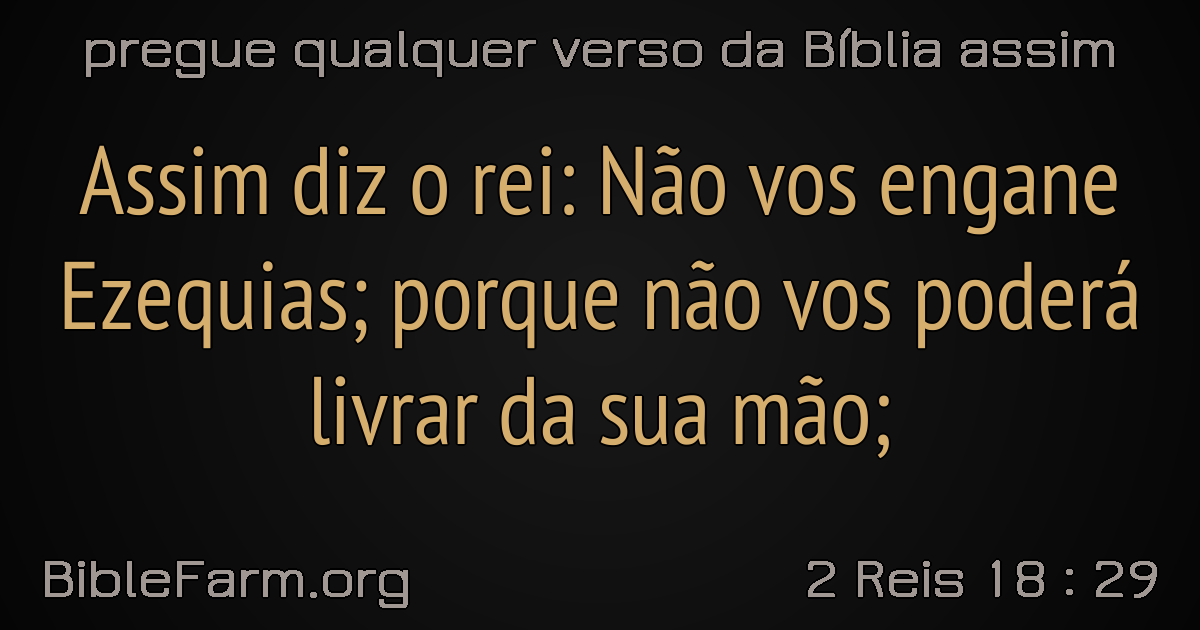 pregue qualquer verso da Bíblia assim
Assim diz o rei: Não vos engane
Ezequias; porque não vos poderá
livrar da sua mão;
BibleFarm.org
2 Reis 18 : 29